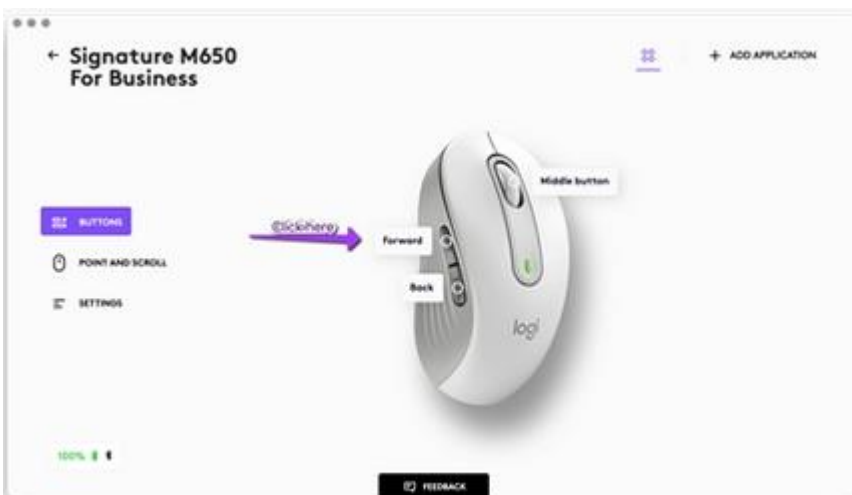 Signature M650
For Business
ADD APPLICATION
Middle button
BUTTONS
Click here
Forward
POINT AND SCROLL
Back
SETTINGS
logi
100%
FEEDBACK